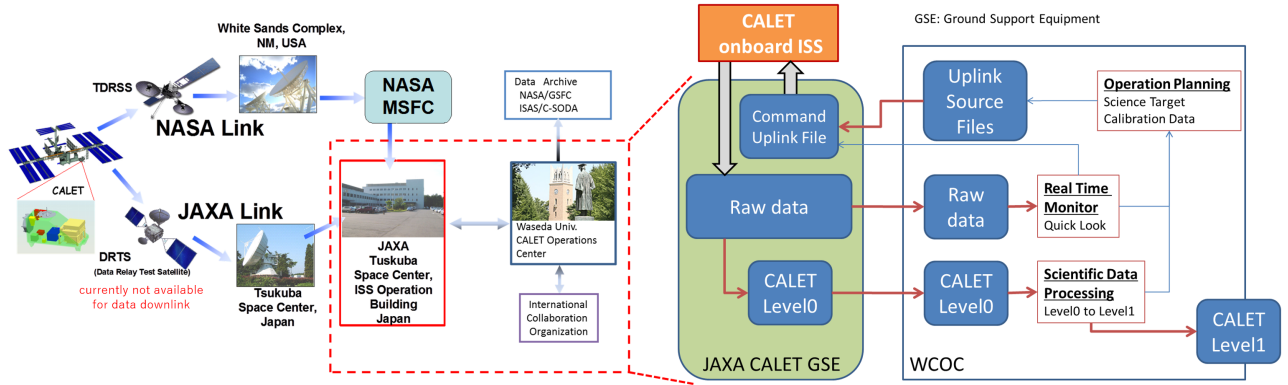 White Sands Complex,
NM, USA
TDRSS
NASA Link
NASA
MSFC
CALET
JAXA Link
DRTS
(Data Relay Test Satellite)
currently not available
for data downlink
Tsukuba
Space Center,
Japan
JAXA
Tuskuba
Space Center,
ISS Operation
Building
Japan
Data Archive
NASA/GSFC
ISAS/C-SODA
Waseda Univ.
CALET Operations
Center
International
Collaboration
Organization
CALET
onboard ISS
GSE: Ground Support Equipment
Command
Uplink File
Raw data
CALET
Level0
JAXA CALET GSE
Uplink
Source
Files
Operation Planning
Science Target
Calibration Data
Raw
data
Real Time
Monitor
Quick Look
CALET
Level0
Scientific Data
Processing
Level0 to Level1
CALET
Level1
WCOC